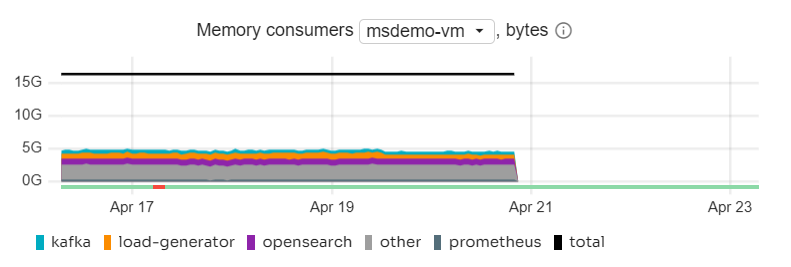 Memory consumers msdemo-vm , bytes
15G
10G
5G
0G
Apr 17 Apr 19 Apr 21 Apr 23
kafka load-generator opensearch other prometheus total